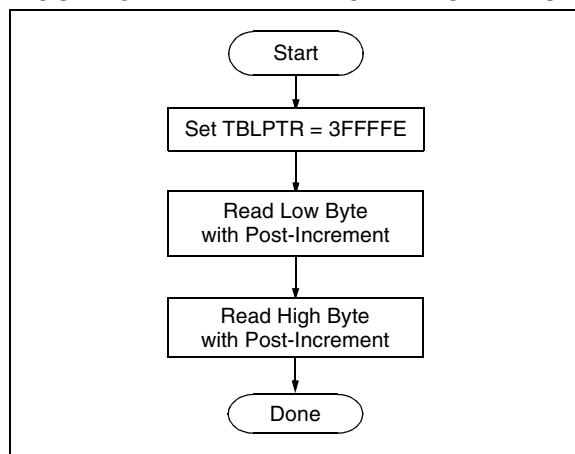 Start
Set TBLPTR = 3FFFFE
Read Low Byte
with Post-Increment
Read High Byte
with Post-Increment
Done